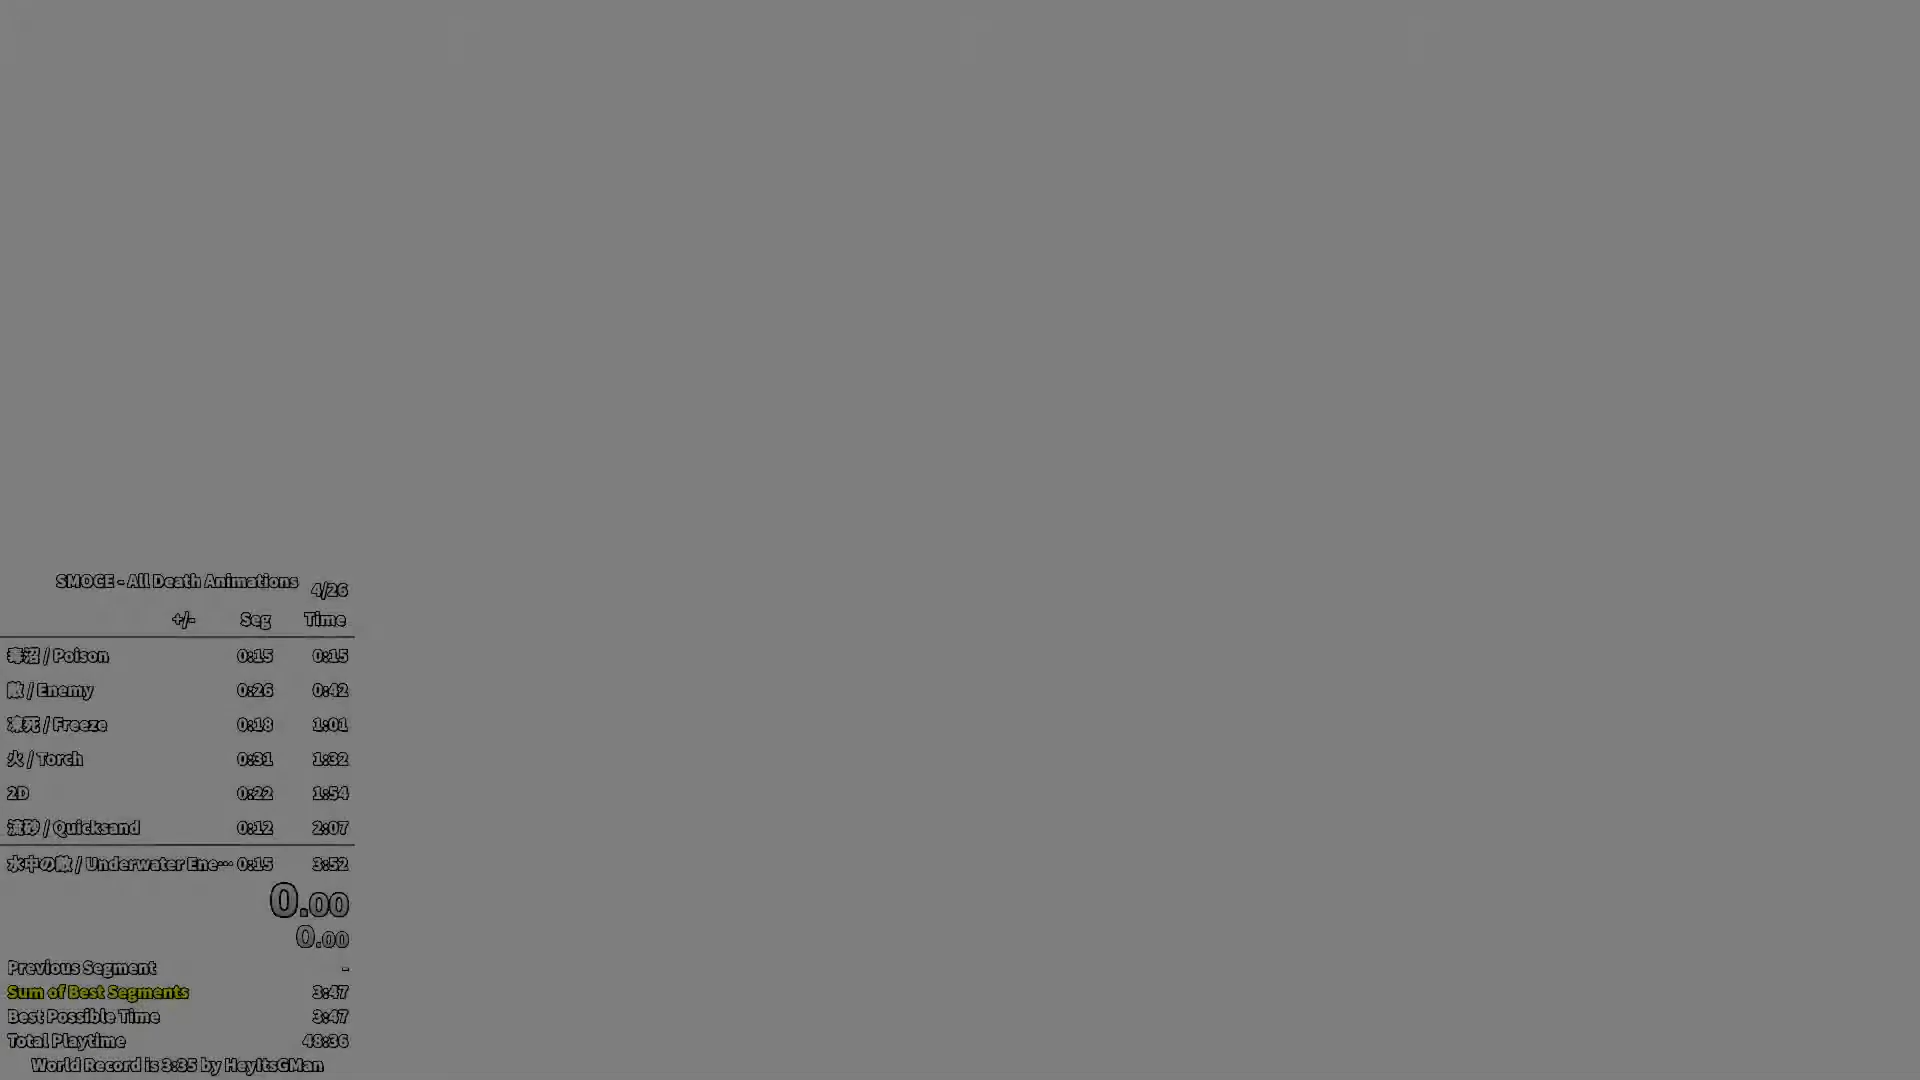 SMOCE - All Death Animations 4/26
+/- Seg Time
毒沼 / Poison 0:15 0:15
敵 / Enemy 0:26 0:42
凍死 / Freeze 0:18 1:01
火 / Torch 0:31 1:32
2D 0:22 1:54
流砂 / Quicksand 0:12 2:07
水中の敵 / Underwater Ene… 0:15 3:52
0.00
0.00
Previous Segment -
Sum of Best Segments 3:47
Best Possible Time 3:47
Total Playtime 48:36
World Record is 3:35 by HeyItsGMan